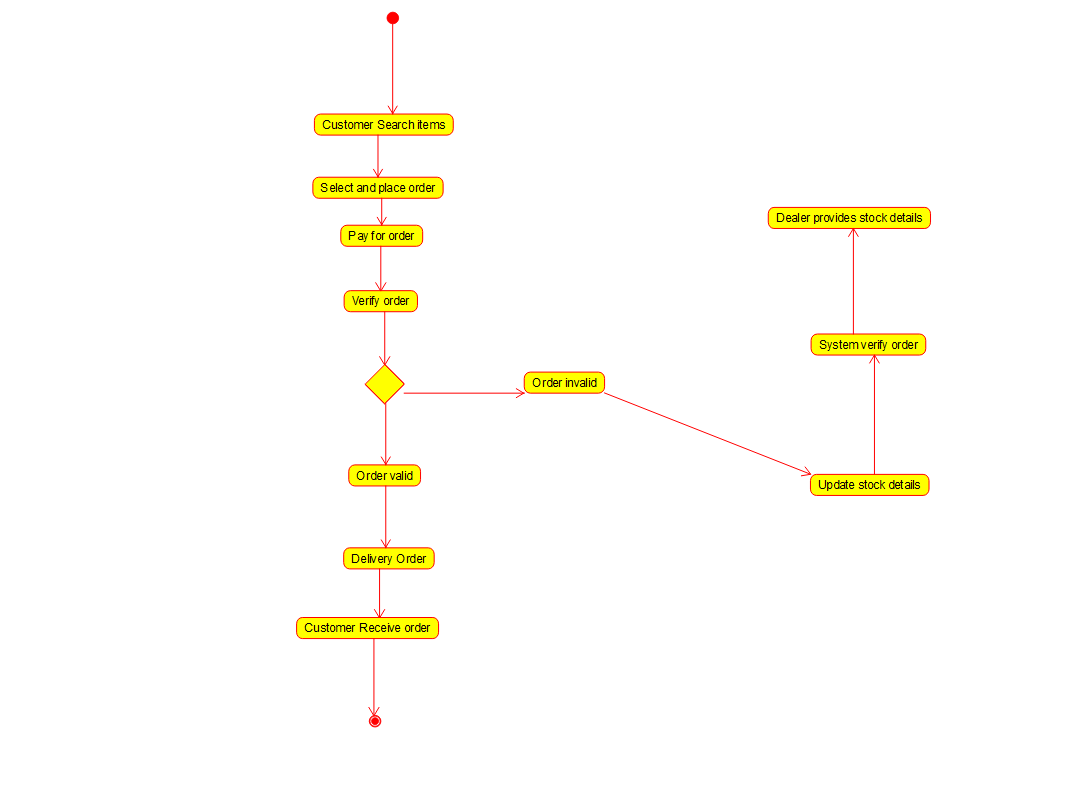 Customer Search items
Select and place order
Pay for order
Verify order
Order invalid
Order valid
Delivery Order
Customer Receive order
Dealer provides stock details
System verify order
Update stock details